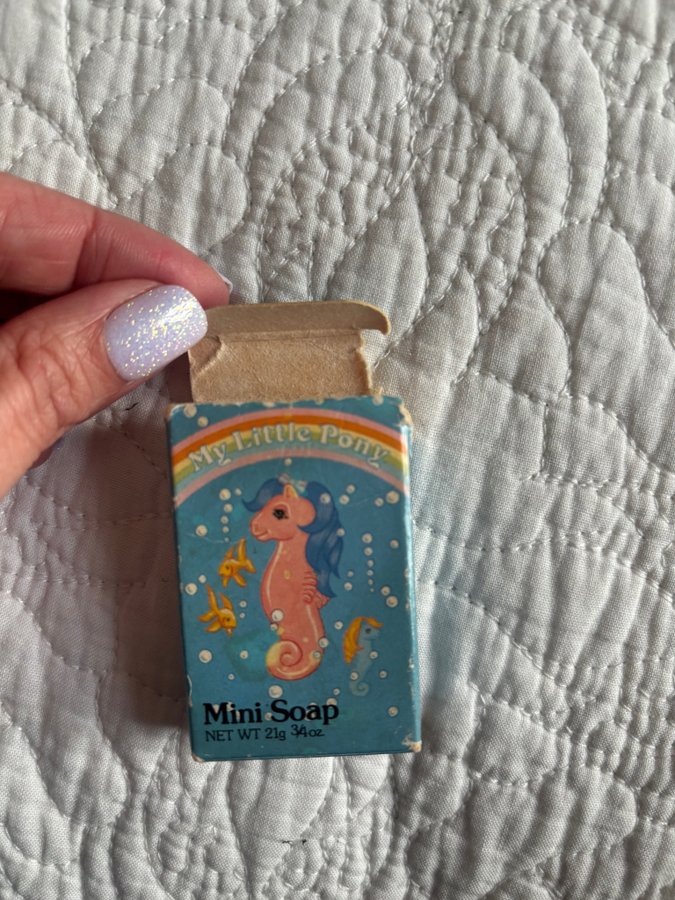 My Little Pony
Mini Soap
NET WT 21g 3/4oz.